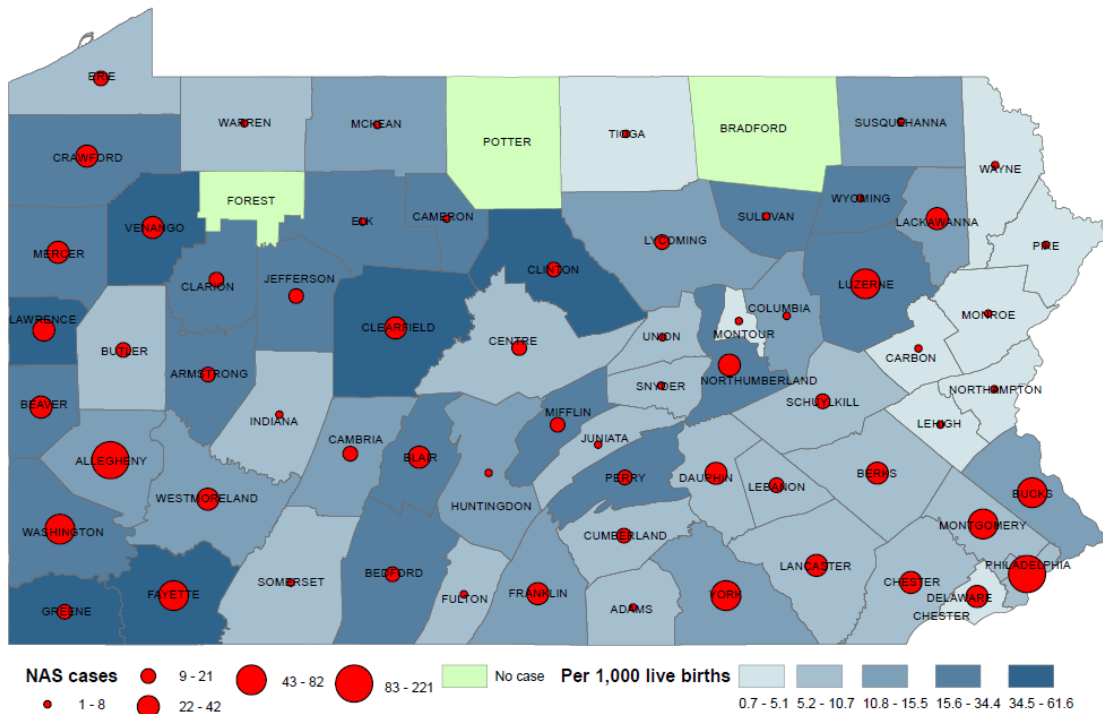 ERIE
WARREN
MCKEAN
POTTER
TIOGA
BRADFORD
SUSQUEHANNA
WAYNE
CRAWFORD
FOREST
VENANGO
ELK
CAMERON
SULLIVAN
WYOMING
LACKAWANNA
PIKE
MERCER
CLARION
JEFFERSON
CLINTON
LYCOMING
LUZERNE
LAWRENCE
BUTLER
CLEARFIELD
CENTRE
UNION
MONTOUR
COLUMBIA
MONROE
CARBON
ARMSTRONG
SNYDER
NORTHUMBERLAND
NORTHAMPTON
BEAVER
INDIANA
MIFFLIN
SCHUYLKILL
LEHIGH
ALLEGHENY
CAMBRIA
BLAIR
JUNIATA
PERRY
DAUPHIN
LEBANON
BERKS
WESTMORELAND
HUNTINGDON
BUCKS
WASHINGTON
CUMBERLAND
MONTGOMERY
FAYETTE
SOMERSET
BEDFORD
LANCASTER
PHILADELPHIA
GREENE
FULTON
FRANKLIN
ADAMS
YORK
CHESTER
DELAWARE
CHESTER
NAS cases
1 - 8
9 - 21
22 - 42
43 - 82
83 - 221
No case
Per 1,000 live births
0.7 - 5.1
5.2 - 10.7
10.8 - 15.5
15.6 - 34.4
34.5 - 61.6